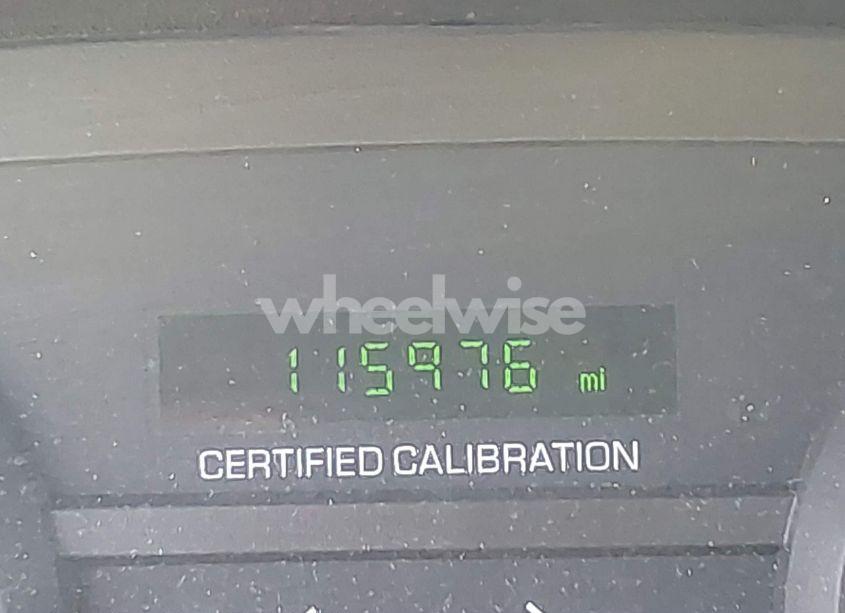 wheelwise
115976 mi
CERTIFIED CALIBRATION